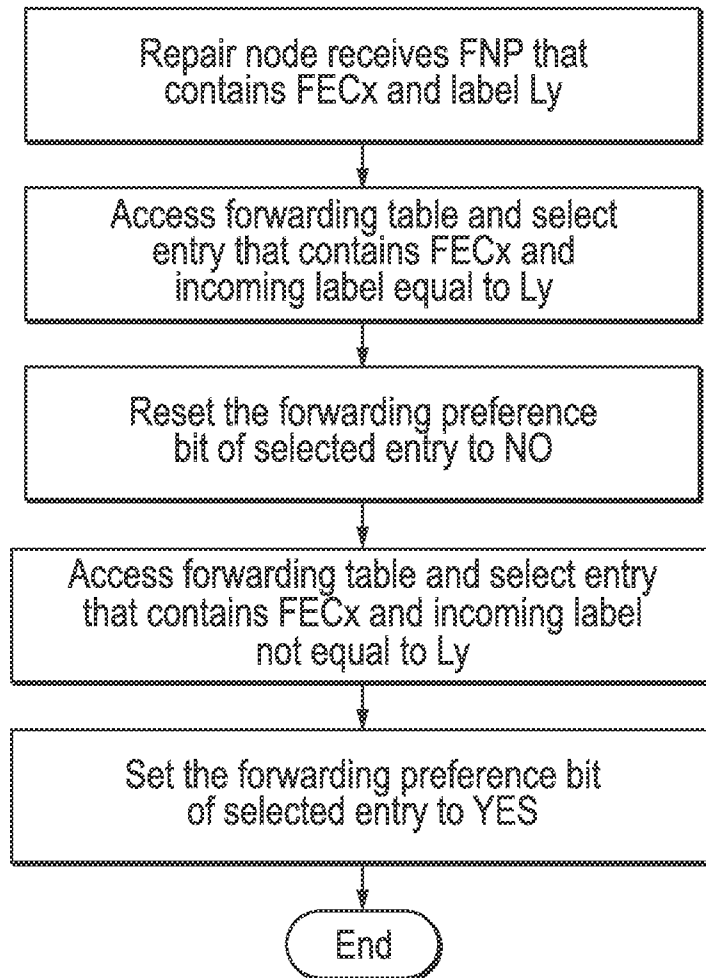 Repair node receives FNP that
contains FECx and label Ly
Access forwarding table and select
entry that contains FECx and
incoming label equal to Ly
Reset the forwarding preference
bit of selected entry to NO
Access forwarding table and select entry
that contains FECx and incoming label
not equal to Ly
Set the forwarding preference bit
of selected entry to YES
End